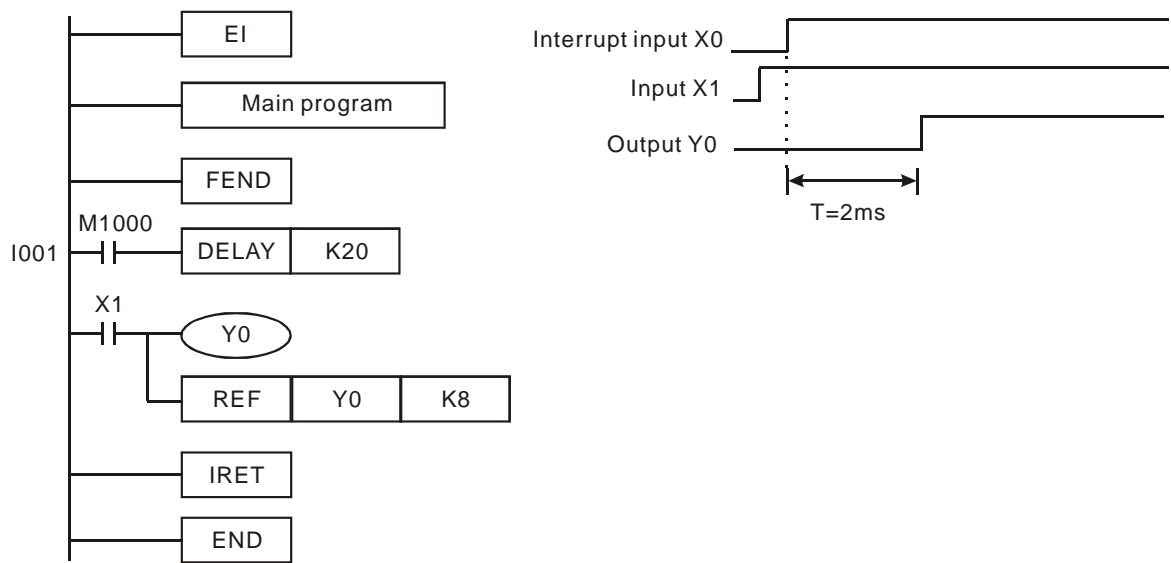 EI
Main program
FEND
I001
M1000
DELAY K20
X1
Y0
REF Y0 K8
IRET
END
Interrupt input X0
Input X1
Output Y0
T=2ms